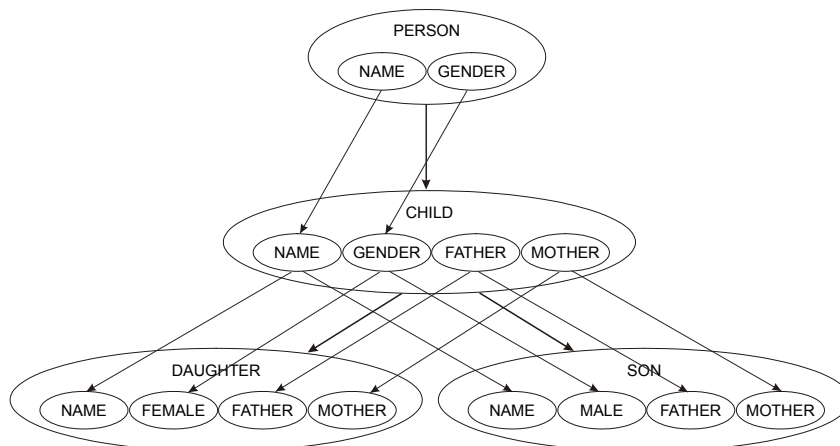 PERSON
NAME GENDER
CHILD
NAME GENDER FATHER MOTHER
DAUGHTER SON
NAME FEMALE FATHER MOTHER NAME MALE FATHER MOTHER